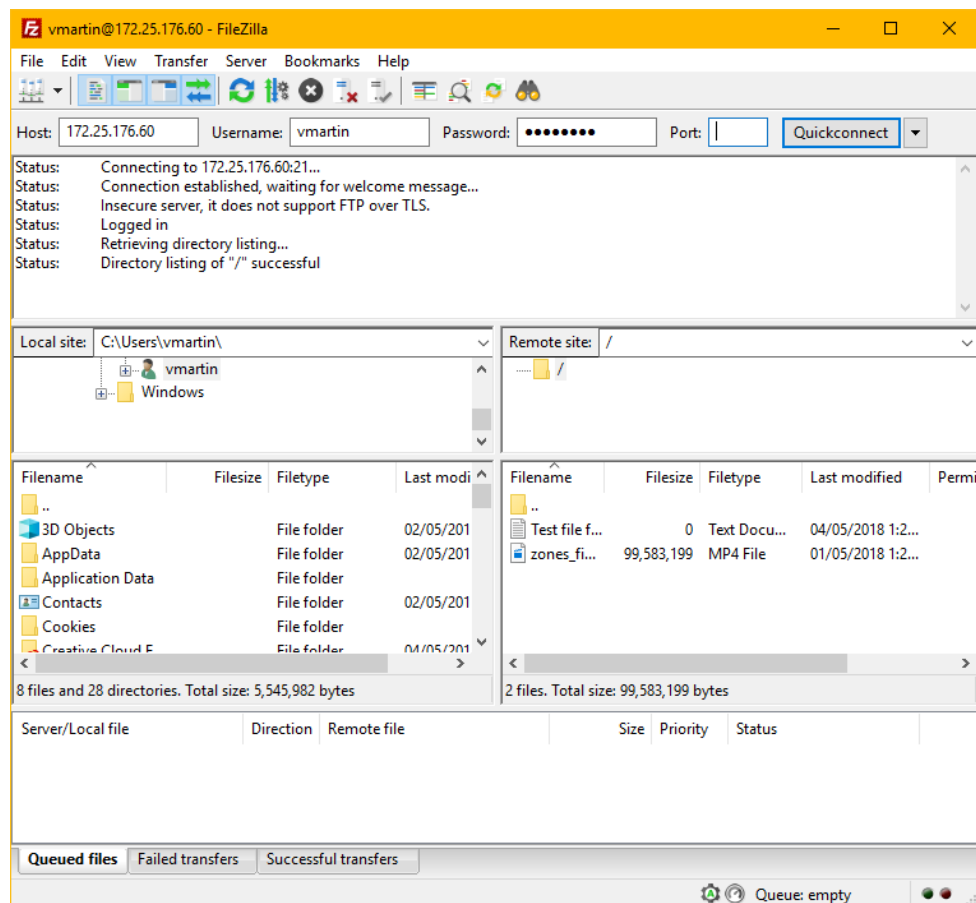 vmartin@172.25.176.60 - FileZilla
File Edit View Transfer Server Bookmarks Help
Host: 172.25.176.60 Username: vmartin Password: ●●●●●●●● Port: Quickconnect
Status: Connecting to 172.25.176.60:21...
Status: Connection established, waiting for welcome message...
Status: Insecure server, it does not support FTP over TLS.
Status: Logged in
Status: Retrieving directory listing...
Status: Directory listing of "/" successful
Local site: C:\Users\vmartin\
vmartin
Windows
Remote site: /
/
Filename Filesize Filetype Last modi
..
3D Objects File folder 02/05/201
AppData File folder 02/05/201
Application Data File folder
Contacts File folder 02/05/201
Cookies File folder
Creative Cloud F File folder 04/05/201
8 files and 28 directories. Total size: 5,545,982 bytes
Filename Filesize Filetype Last modified Permi
..
Test file f... 0 Text Docu... 04/05/2018 1:2...
zones_fi... 99,583,199 MP4 File 01/05/2018 1:2...
2 files. Total size: 99,583,199 bytes
Server/Local file Direction Remote file Size Priority Status
Queued files Failed transfers Successful transfers
Queue: empty